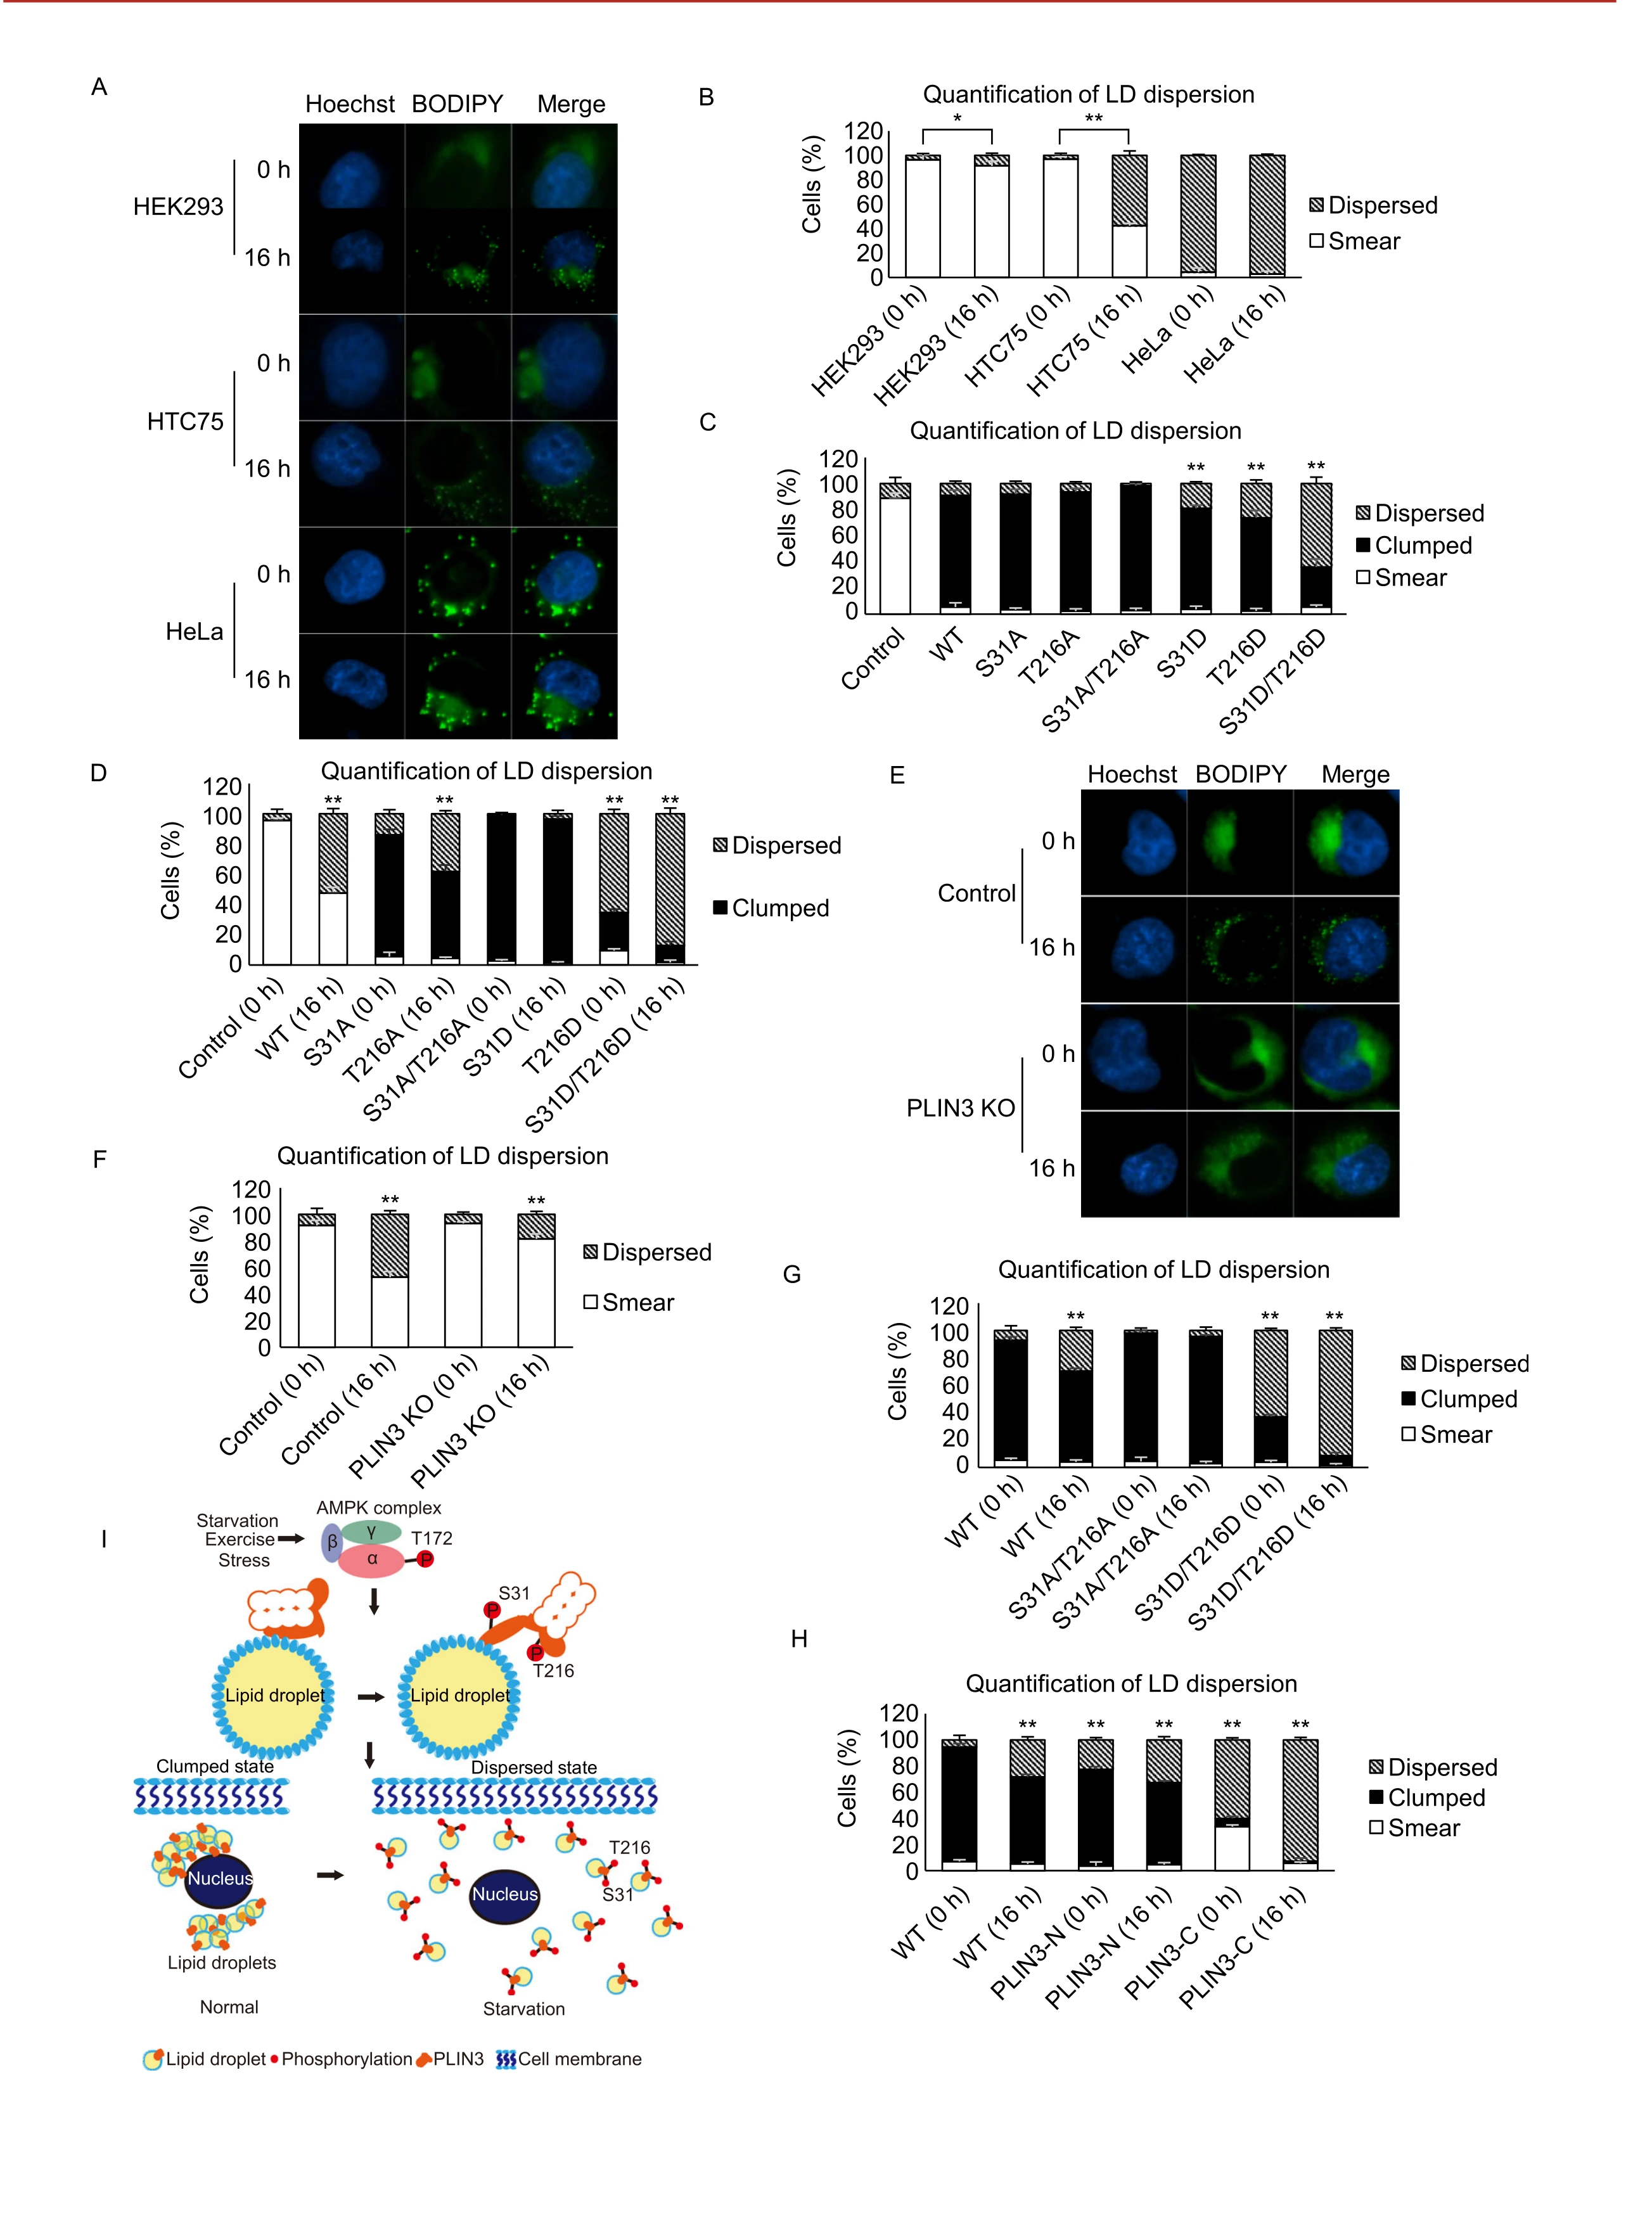 A
Hoechst BODIPY Merge
HEK293
0 h
16 h
HTC75
0 h
16 h
HeLa
0 h
16 h
B
Quantification of LD dispersion
Cells (%)
120
100
80
60
40
20
0
HEK293 (0 h)
HEK293 (16 h)
HTC75 (0 h)
HTC75 (16 h)
HeLa (0 h)
HeLa (16 h)
* **
Dispersed
Smear
C
Quantification of LD dispersion
Cells (%)
120
100
80
60
40
20
0
** ** **
Control
WT
S31A
T216A
S31A/T216A
S31D
T216D
S31D/T216D
Dispersed
Clumped
Smear
D
Quantification of LD dispersion
Cells (%)
120
100
80
60
40
20
0
** ** ** **
Control (0 h)
WT (16 h)
S31A (0 h)
T216A (16 h)
S31A/T216A (0 h)
S31D (16 h)
T216D (0 h)
S31D/T216D (16 h)
Dispersed
Clumped
E
Hoechst BODIPY Merge
Control
0 h
16 h
PLIN3 KO
0 h
16 h
F
Quantification of LD dispersion
Cells (%)
120
100
80
60
40
20
0
** **
Control (0 h)
Control (16 h)
PLIN3 KO (0 h)
PLIN3 KO (16 h)
Dispersed
Smear
G
Quantification of LD dispersion
Cells (%)
120
100
80
60
40
20
0
** ** **
WT (0 h)
WT (16 h)
S31A/T216A (0 h)
S31A/T216A (16 h)
S31D/T216D (0 h)
S31D/T216D (16 h)
Dispersed
Clumped
Smear
H
Quantification of LD dispersion
Cells (%)
120
100
80
60
40
20
0
** ** ** ** **
WT (0 h)
WT (16 h)
PLIN3-N (0 h)
PLIN3-N (16 h)
PLIN3-C (0 h)
PLIN3-C (16 h)
Dispersed
Clumped
Smear
I
AMPK complex
Starvation
Exercise
Stress
β
γ
α
T172
P
S31
P
P
T216
Lipid droplet
Lipid droplet
Clumped state
Dispersed state
Nucleus
Nucleus
T216
S31
Lipid droplets
Normal
Starvation
Lipid droplet Phosphorylation PLIN3 Cell membrane